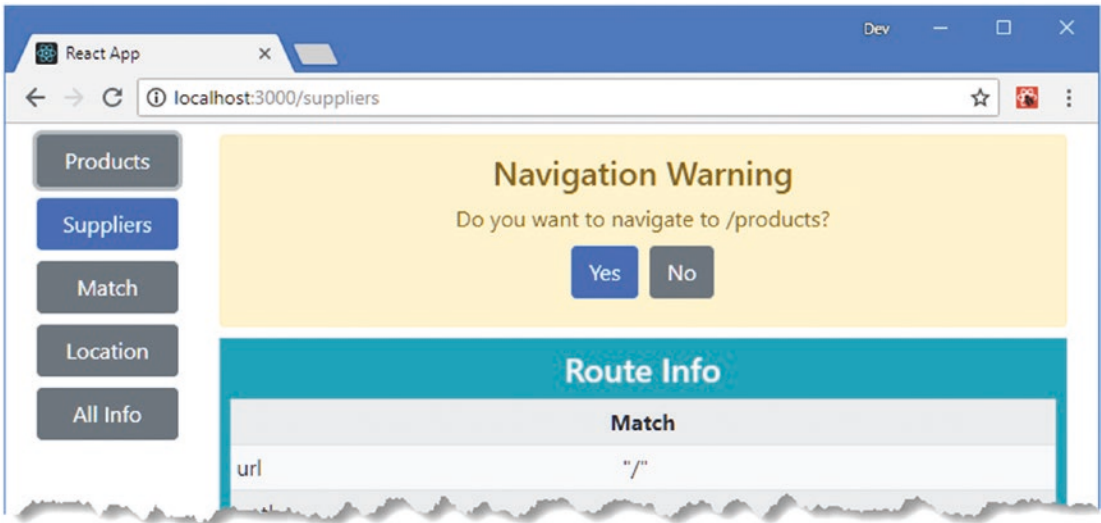 Dev
React App
localhost:3000/suppliers
Products
Suppliers
Match
Location
All Info
Navigation Warning
Do you want to navigate to /products?
Yes No
Route Info
Match
url "/"